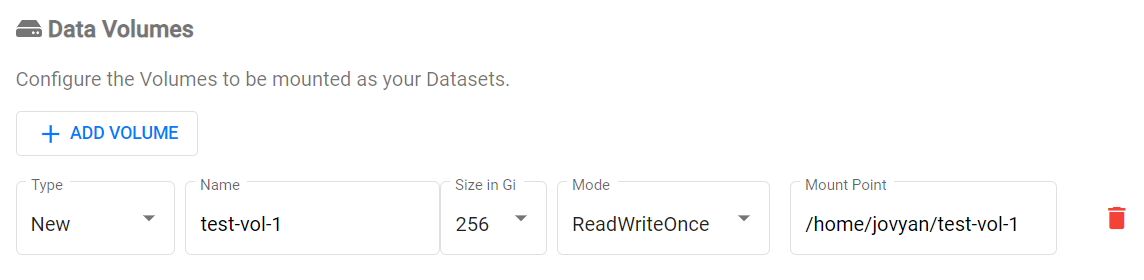 Data Volumes
Configure the Volumes to be mounted as your Datasets.
ADD VOLUME
Type Name Size in Gi Mode Mount Point
New test-vol-1 256 ReadWriteOnce /home/jovyan/test-vol-1